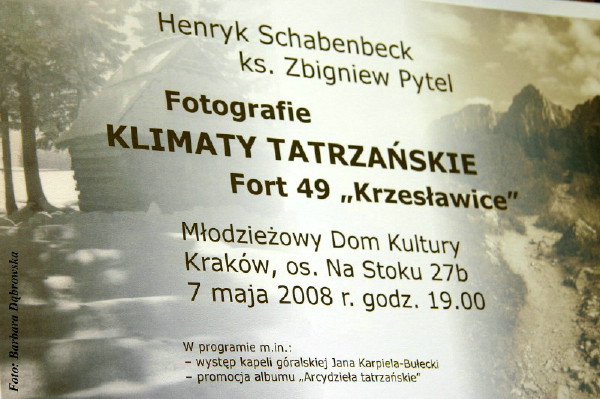 Henryk Schabenbeck
ks. Zbigniew Pytel
Fotografie
KLIMATY TATRZAŃSKIE
Fort 49 „Krzesławice”
Młodzieżowy Dom Kultury
Kraków, os. Na Stoku 27b
7 maja 2008 r. godz. 19.00
W programie m.in.:
– występ kapeli góralskiej Jana Karpiela-Bułecki
– promocja albumu „Arcydzieła tatrzańskie”
Foto: Barbara Dąbrowska